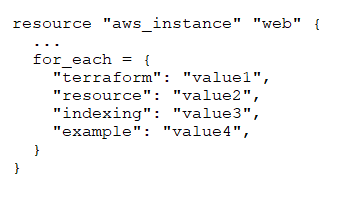 resource "aws_instance" "web" {
  ...
  for_each = {
    "terraform": "value1",
    "resource": "value2",
    "indexing": "value3",
    "example": "value4",
  }
}